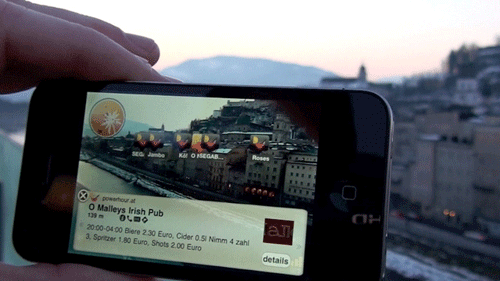 Jambo
Roses
powerhour.at
O Malleys Irish Pub
139 m
20:00-04:00 Biere 2.30 Euro, Cider 0.5l Nimm 4 zahl
3, Spritzer 1.80 Euro, Shots 2.00 Euro
details